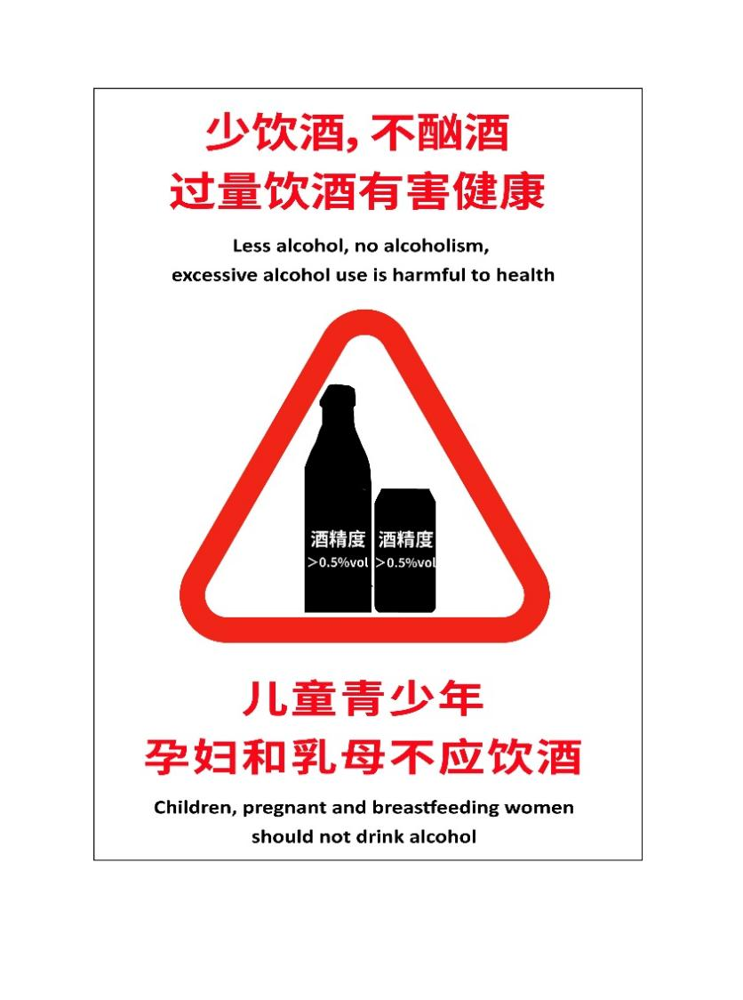 少饮酒, 不酗酒
过量饮酒有害健康
Less alcohol, no alcoholism,
excessive alcohol use is harmful to health
酒精度 酒精度
>0.5%vol >0.5%vol
儿童青少年
孕妇和乳母不应饮酒
Children, pregnant and breastfeeding women
should not drink alcohol